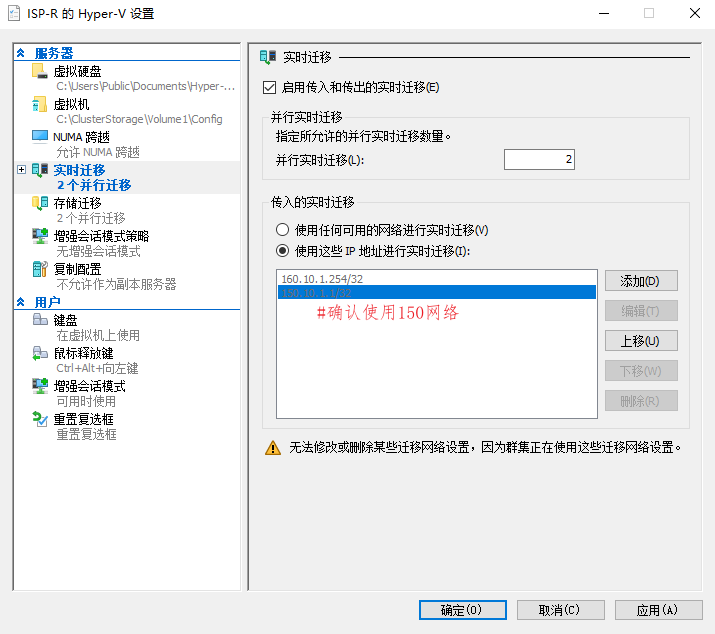 ISP-R 的 Hyper-V 设置
服务器
虚拟硬盘
C:\Users\Public\Documents\Hyper-...
虚拟机
C:\ClusterStorage\Volume1\Config
NUMA 跨越
允许 NUMA 跨越
实时迁移
2 个并行迁移
存储迁移
2 个并行迁移
增强会话模式策略
无增强会话模式
复制配置
不允许作为副本服务器
用户
键盘
在虚拟机上使用
鼠标释放键
Ctrl+Alt+向左键
增强会话模式
可用时使用
重置复选框
重置复选框
实时迁移
启用传入和传出的实时迁移(E)
并行实时迁移
指定所允许的并行实时迁移数量。
并行实时迁移(L): 2
传入的实时迁移
使用任何可用的网络进行实时迁移(V)
使用这些 IP 地址进行实时迁移(I):
160.10.1.254/32
160.10.1.1/32
#确认使用150网络
添加(D)
编辑(T)
上移(U)
下移(W)
删除(R)
无法修改或删除某些迁移网络设置，因为群集正在使用这些迁移网络设置。
确定(O) 取消(C) 应用(A)